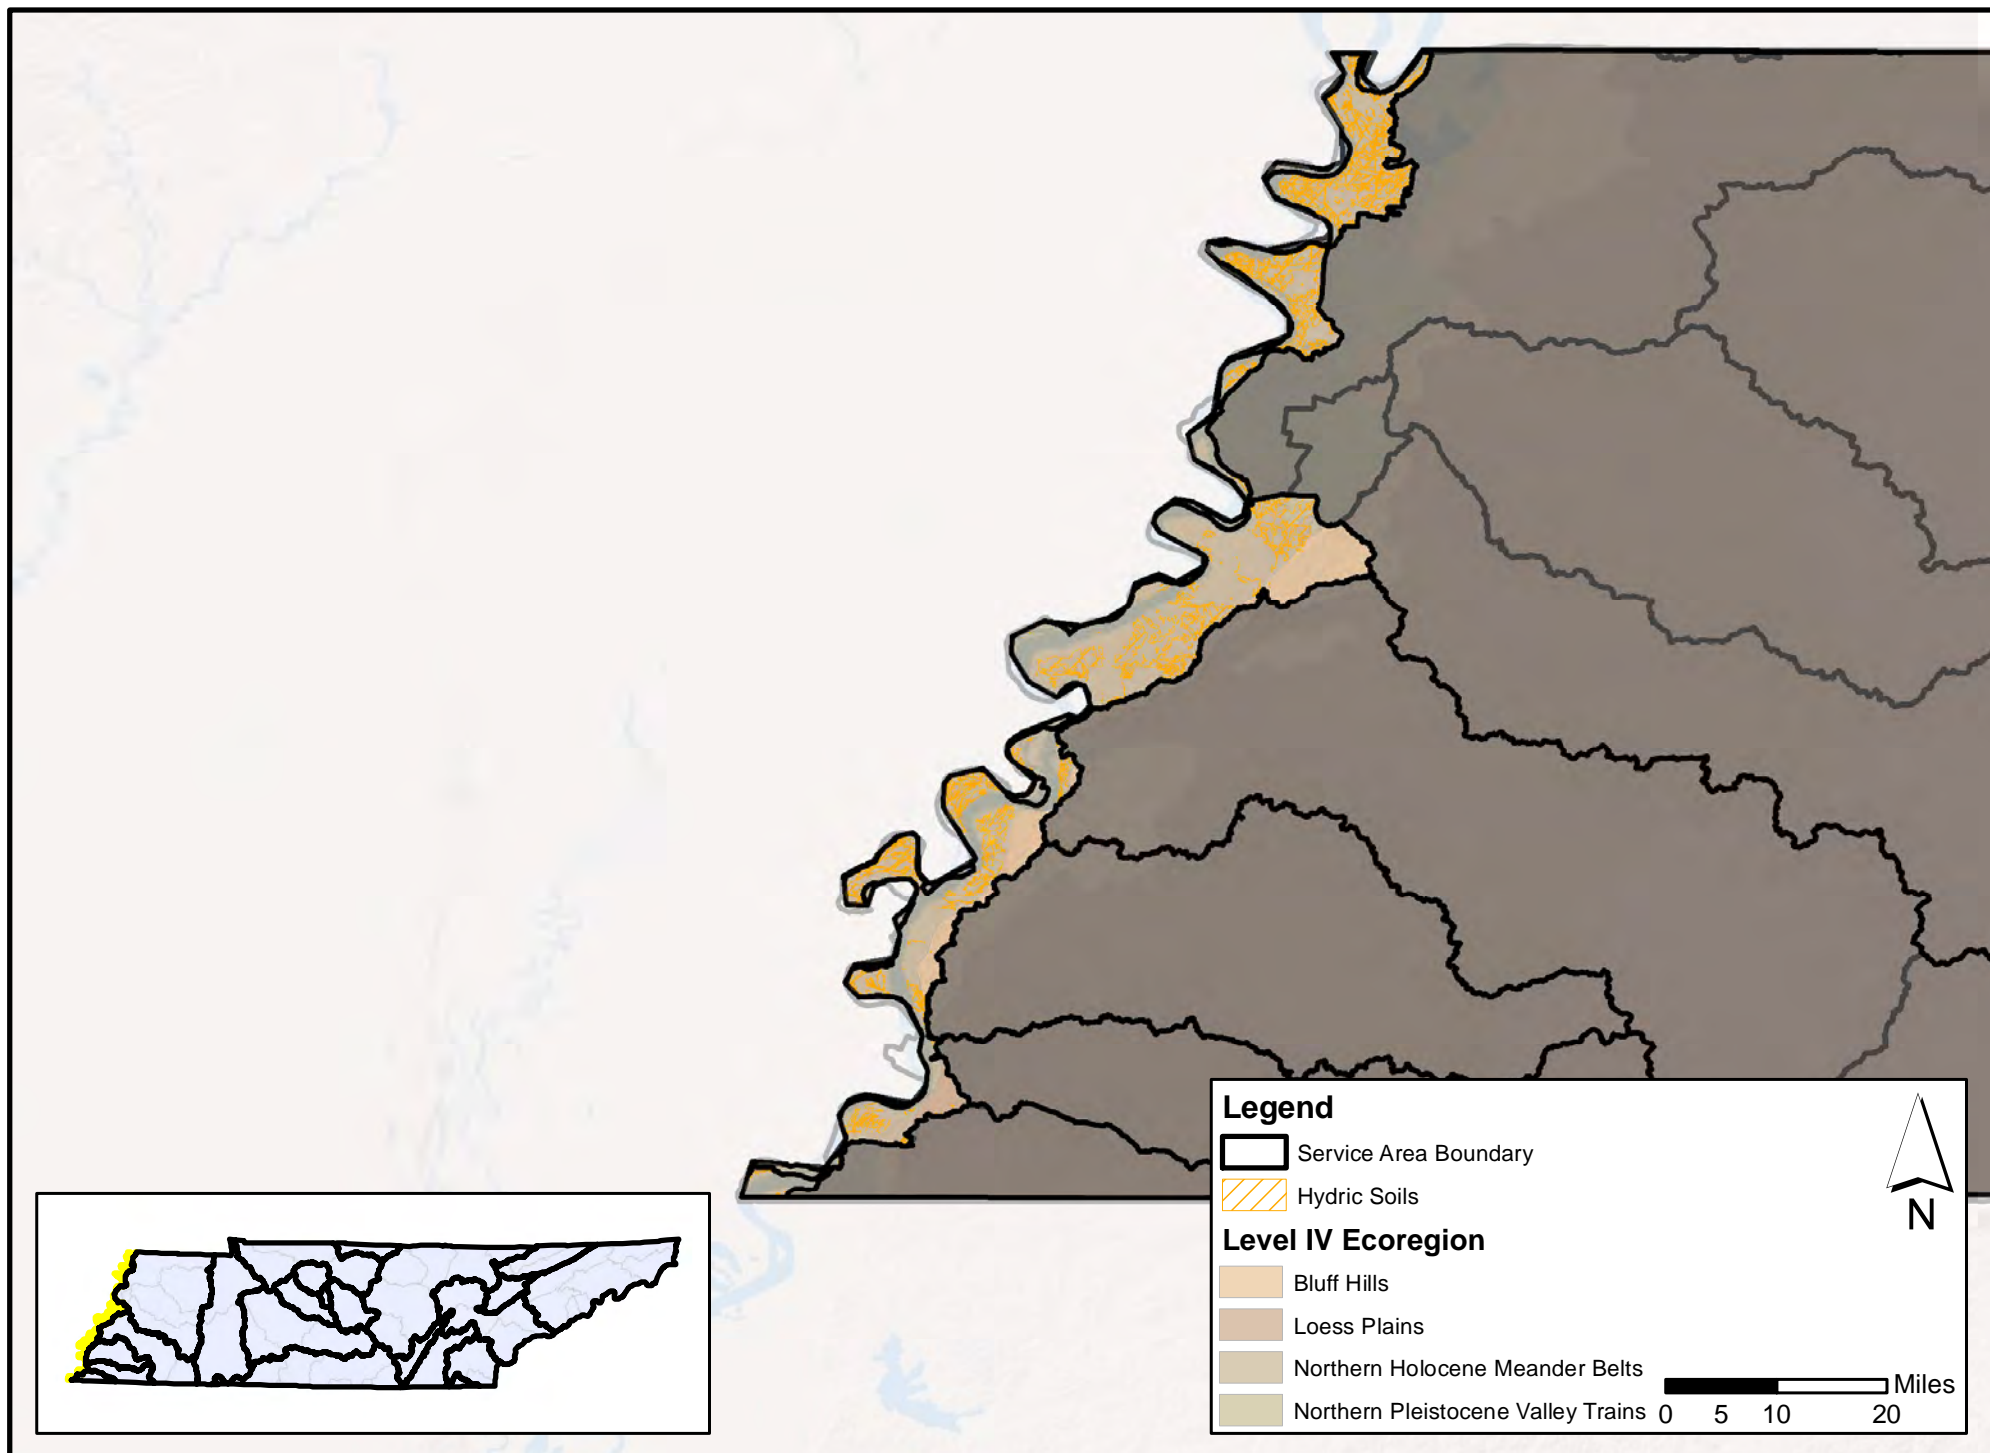 Legend
Service Area Boundary
Hydric Soils
Level IV Ecoregion
Bluff Hills
Loess Plains
Northern Holocene Meander Belts
Northern Pleistocene Valley Trains
N
Miles
0 5 10 20